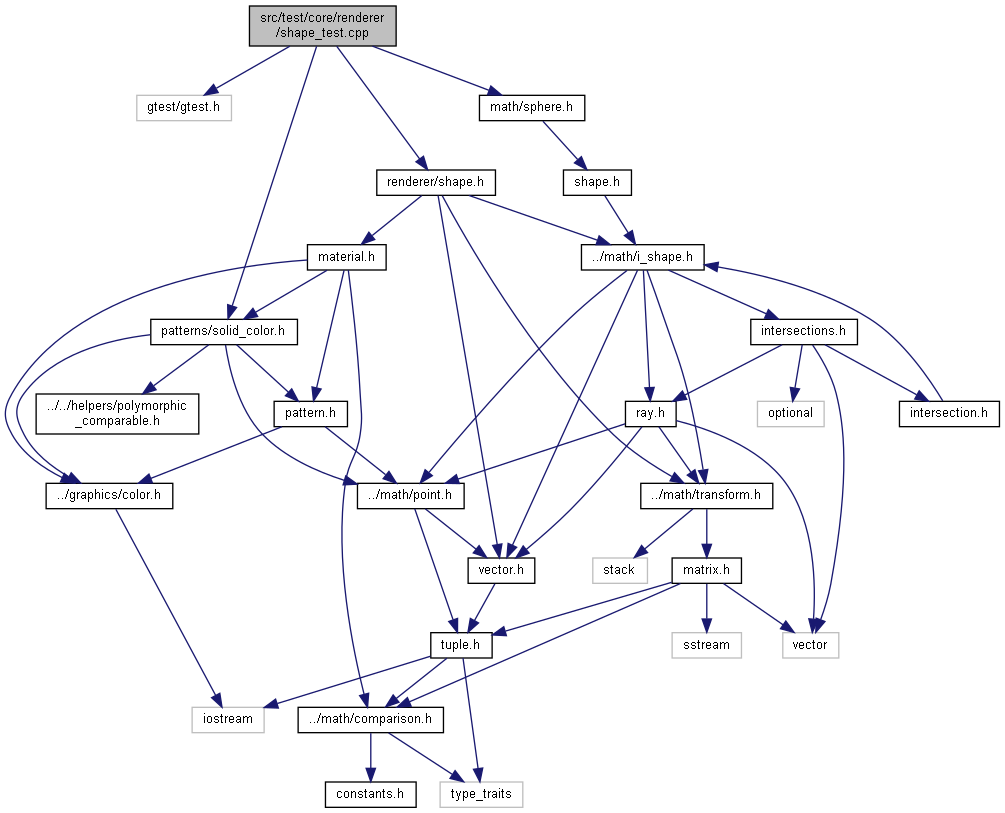 src/test/core/renderer
/shape_test.cpp
gtest/gtest.h
math/sphere.h
renderer/shape.h
shape.h
material.h
../math/i_shape.h
patterns/solid_color.h
intersections.h
../../helpers/polymorphic
_comparable.h
pattern.h
ray.h
optional
intersection.h
../graphics/color.h
../math/point.h
../math/transform.h
vector.h
stack
matrix.h
tuple.h
sstream
vector
iostream
../math/comparison.h
constants.h
type_traits